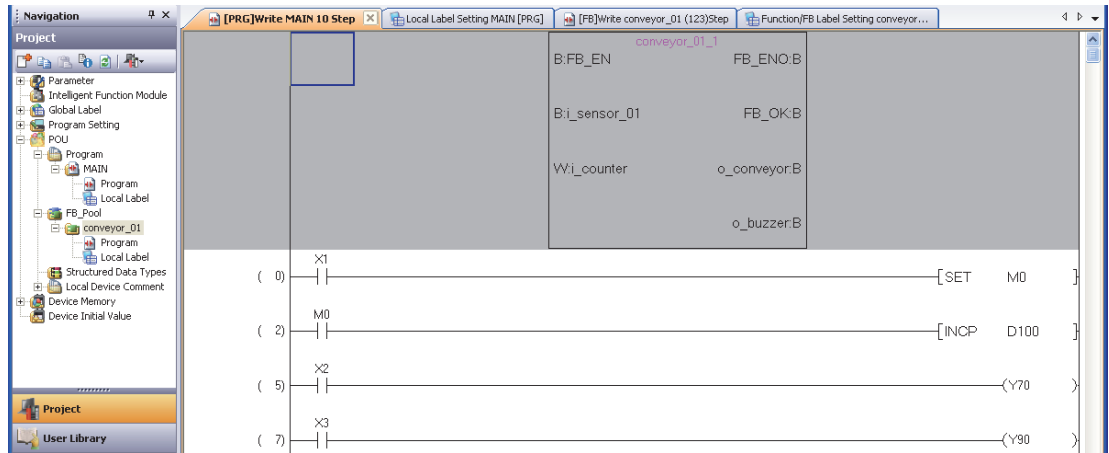 Navigation
Project
Parameter
Intelligent Function Module
Global Label
Program Setting
POU
Program
MAIN
Program
Local Label
FB_Pool
conveyor_01
Program
Local Label
Structured Data Types
Local Device Comment
Device Memory
Device Initial Value
Project
User Library
[PRG]Write MAIN 10 Step
Local Label Setting MAIN [PRG]
[FB]Write conveyor_01 (123)Step
Function/FB Label Setting conveyor...
conveyor_01_1
B:FB_EN FB_ENO:B
B:i_sensor_01 FB_OK:B
W:i_counter o_conveyor:B
o_buzzer:B
X1
( 0) [SET M0 ]
M0
( 2) [INCP D100 ]
X2
( 5) (Y70 )
X3
( 7) (Y90 )